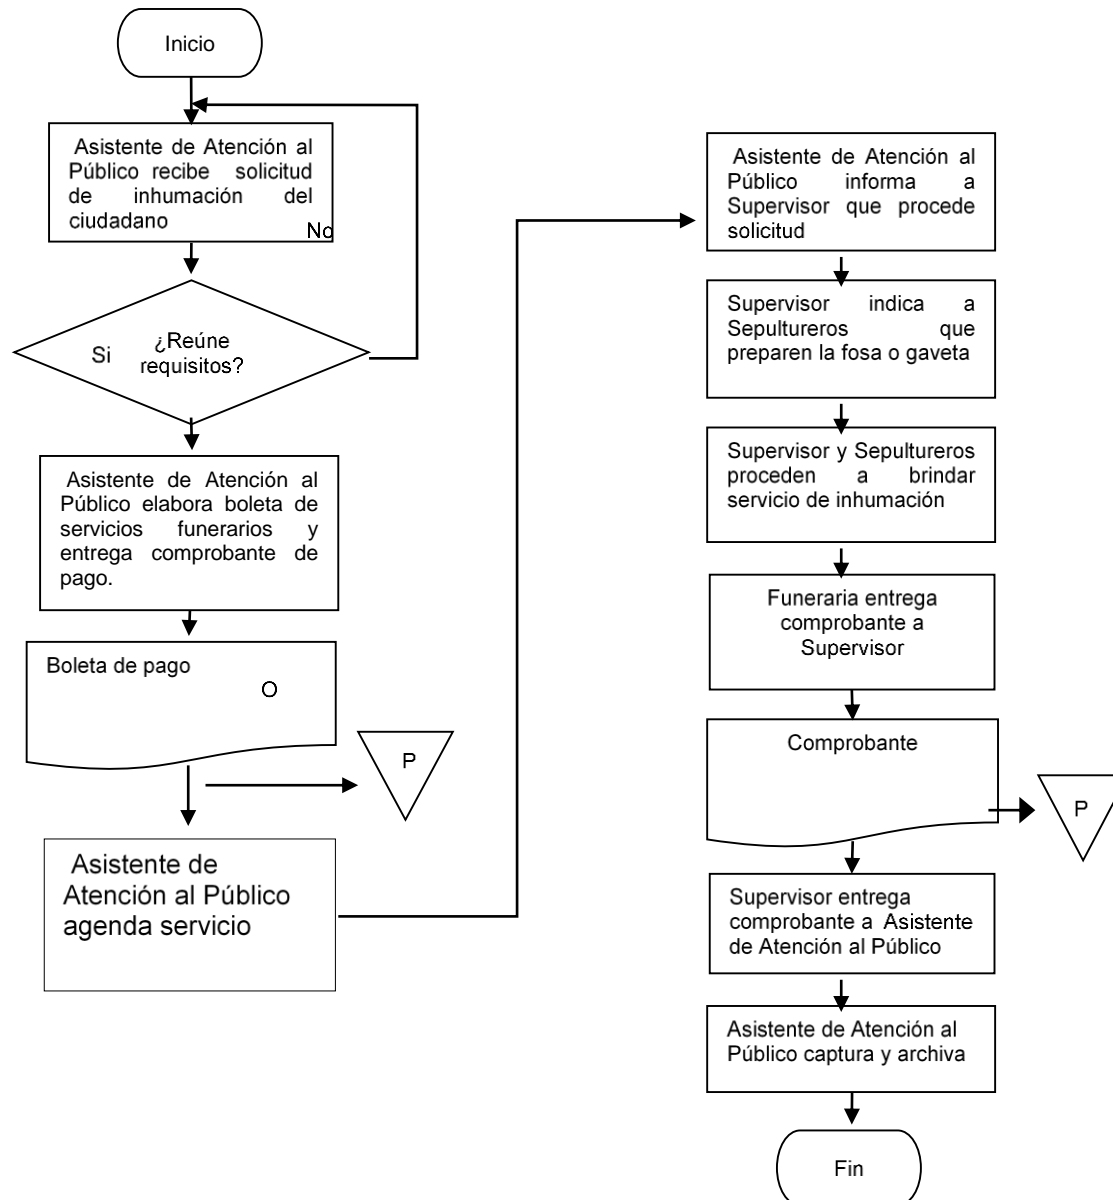 Inicio
Asistente de Atención al
Público recibe solicitud
de inhumación del
ciudadano
No
Si
¿Reúne
requisitos?
Asistente de Atención al
Público elabora boleta de
servicios funerarios y
entrega comprobante de
pago.
Boleta de pago
O
P
Asistente de
Atención al Público
agenda servicio
Asistente de Atención al
Público informa a
Supervisor que procede
solicitud
Supervisor indica a
Sepultureros que
preparen la fosa o gaveta
Supervisor y Sepultureros
proceden a brindar
servicio de inhumación
Funeraria entrega
comprobante a
Supervisor
Comprobante
P
Supervisor entrega
comprobante a Asistente
de Atención al Público
Asistente de Atención al
Público captura y archiva
Fin